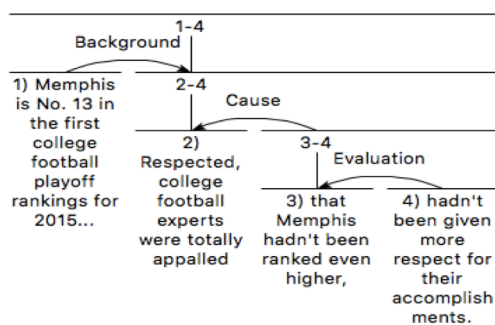 1-4
Background
1) Memphis
is No. 13 in
the first
college
football
playoff
rankings for
2015...
2-4
Cause
2)
Respected,
college
football
experts
were totally
appalled
3-4
Evaluation
3) that
Memphis
hadn't been
ranked even
higher,
4) hadn't
been given
more
respect for
their
accomplish
ments.